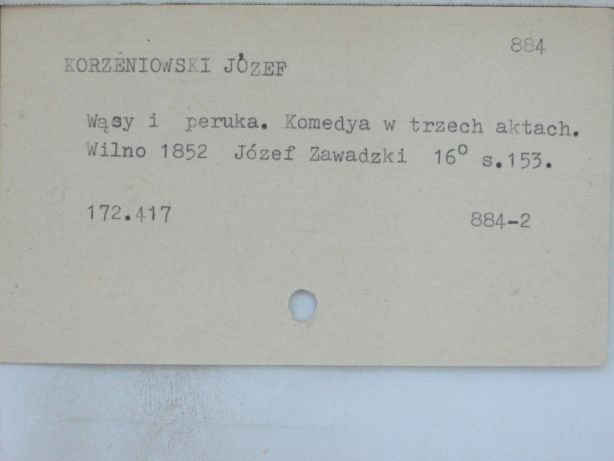 884
KORZENIOWSKI JÓZEF
Wąsy i peruka. Komedya w trzech aktach.
Wilno 1852 Józef Zawadzki 16° s.153.
172.417 884-2